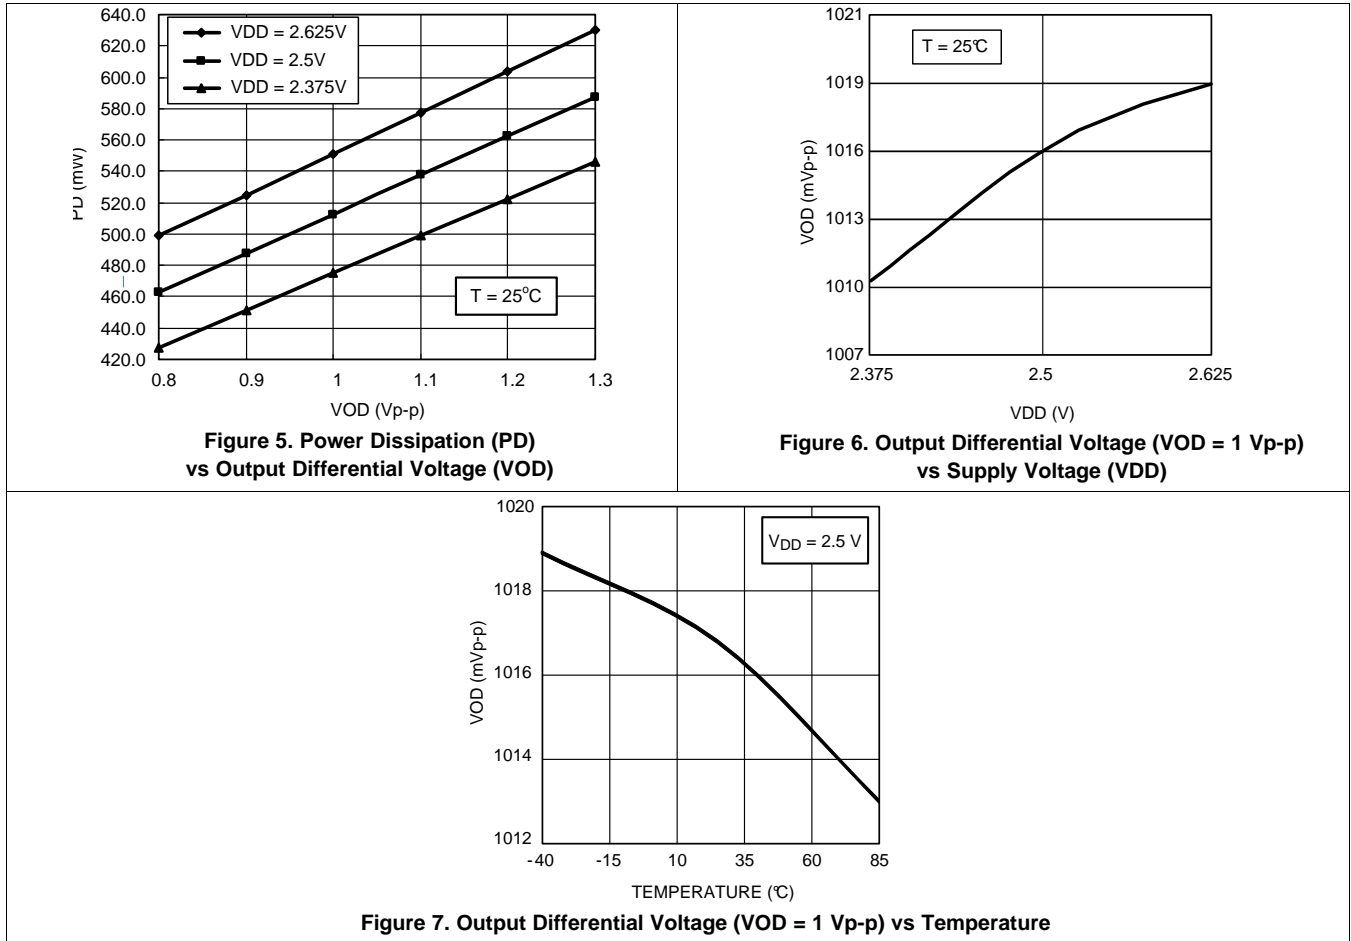 640.0
620.0
600.0
580.0
560.0
540.0
520.0
500.0
480.0
460.0
440.0
420.0
PD (mW)
VDD = 2.625V
VDD = 2.5V
VDD = 2.375V
T = 25°C
0.8 0.9 1 1.1 1.2 1.3
VOD (Vp-p)
Figure 5. Power Dissipation (PD)
vs Output Differential Voltage (VOD)
1021
1019
1016
1013
1010
1007
VOD (mVp-p)
T = 25°C
2.375 2.5 2.625
VDD (V)
Figure 6. Output Differential Voltage (VOD = 1 Vp-p)
vs Supply Voltage (VDD)
1020
1018
1016
1014
1012
VOD (mVp-p)
VDD = 2.5 V
-40 -15 10 35 60 85
TEMPERATURE (°C)
Figure 7. Output Differential Voltage (VOD = 1 Vp-p) vs Temperature